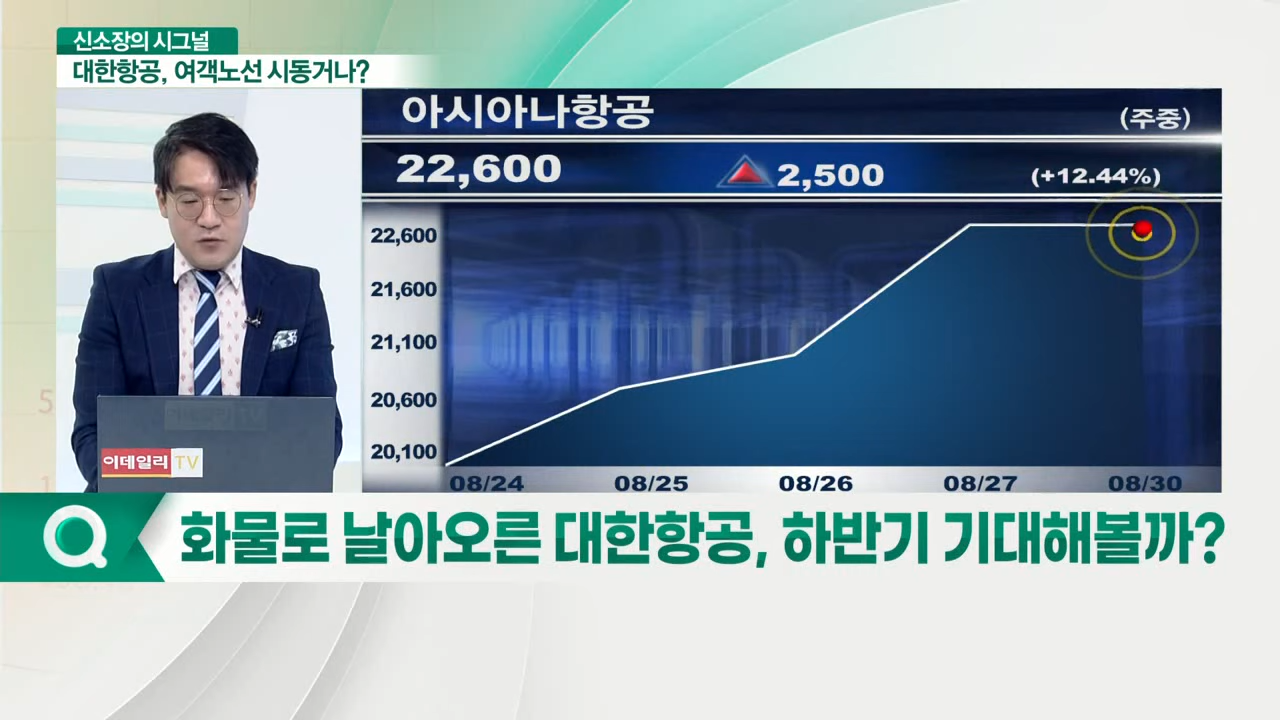 신소장의 시그널
대한항공, 여객노선 시동거나?
아시아나항공
(주중)
22,600
2,500
(+12.44%)
22,600
21,600
21,100
20,600
20,100
08/24
08/25
08/26
08/27
08/30
이데일리 TV
화물로 날아오른 대한항공, 하반기 기대해볼까?